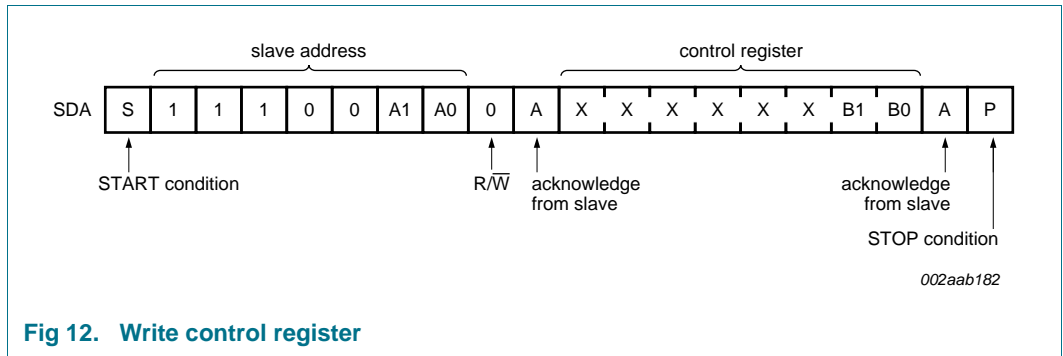 slave address control register
SDA S 1 1 1 0 0 A1 A0 0 A X X X X X X B1 B0 A P
START condition R/W̅ acknowledge from slave acknowledge from slave
STOP condition
002aab182
Fig 12. Write control register